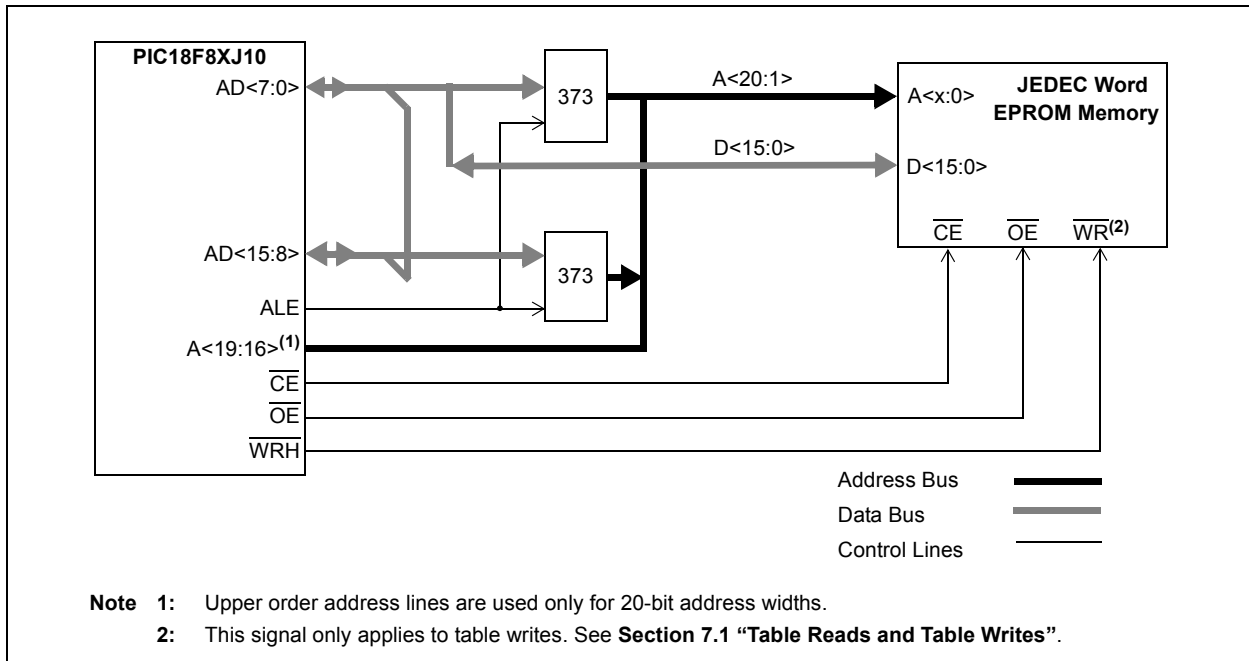 PIC18F8XJ10
AD<7:0>
373
A<20:1>
A<x:0>
JEDEC Word
EPROM Memory
D<15:0>
D<15:0>
CE
OE
WR(2)
AD<15:8>
373
ALE
A<19:16>(1)
CE
OE
WRH
Address Bus
Data Bus
Control Lines
Note 1: Upper order address lines are used only for 20-bit address widths.
2: This signal only applies to table writes. See Section 7.1 “Table Reads and Table Writes”.